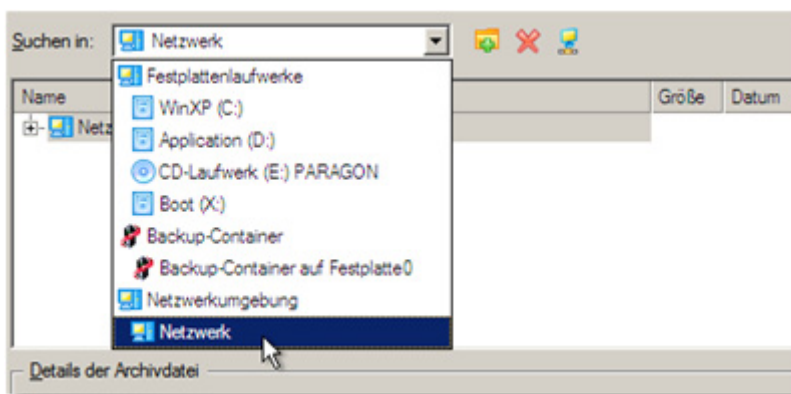 Suchen in: Netzwerk
Name Größe Datum
Netz
Festplattenlaufwerke
WinXP (C:)
Application (D:)
CD-Laufwerk (E:) PARAGON
Boot (X:)
Backup-Container
Backup-Container auf Festplatte0
Netzwerkumgebung
Netzwerk
Details der Archivdatei